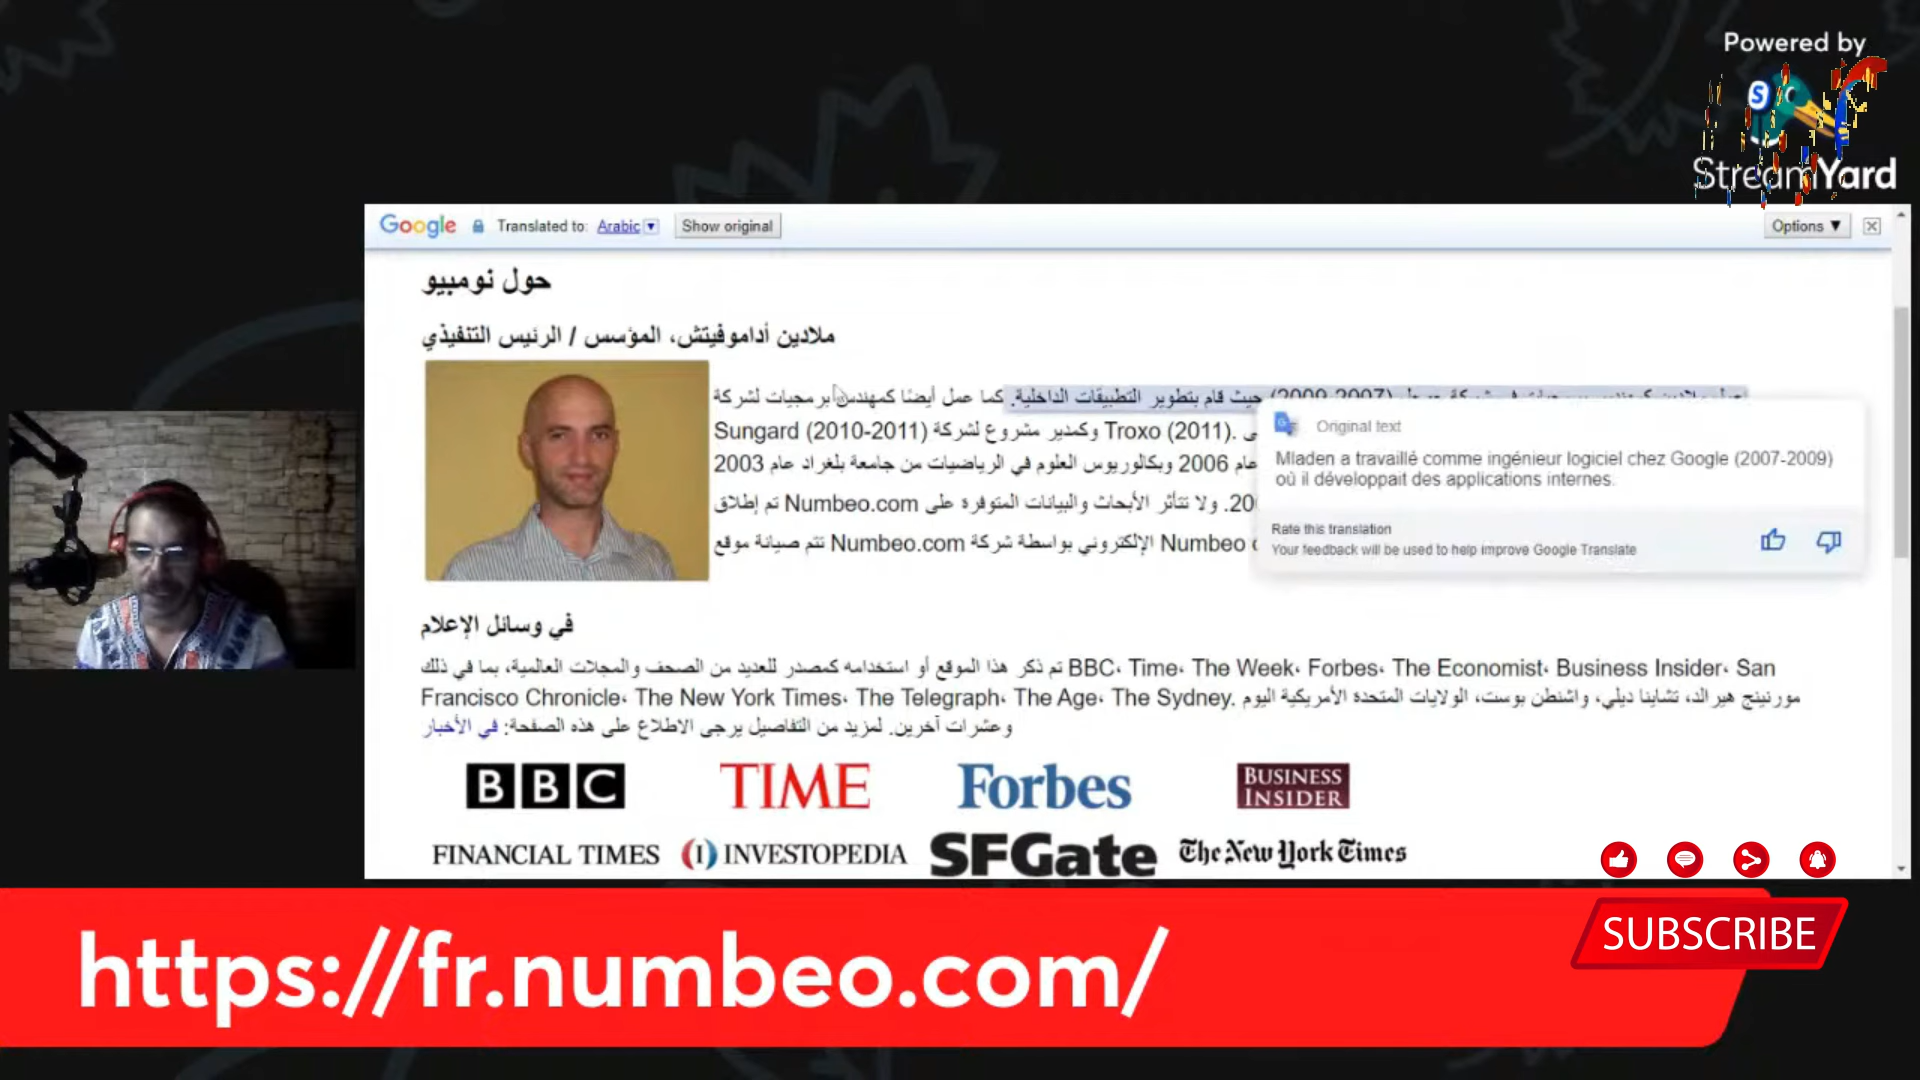 Powered by
StreamYard
Google Translated to: Arabic Show original Options ▼
حول نومبيو
ملادين أداموفيتش، المؤسس / الرئيس التنفيذي
(2009-2007) حيث قام بتطوير التطبيقات الداخلية. كما عمل أيضًا كمهندس برمجيات لشركة
Sungard (2010-2011) وكمدير مشروع لشركة Troxo (2011).
عام 2006 وبكالوريوس العلوم في الرياضيات من جامعة بلغراد عام 2003
تم إطلاق Numbeo.com ولا تتأثر الأبحاث والبيانات المتوفرة على .20
تتم صيانة موقع Numbeo.com الإلكتروني بواسطة شركة Numbeo
Original text
Mladen a travaillé comme ingénieur logiciel chez Google (2007-2009)
où il développait des applications internes.
Rate this translation
Your feedback will be used to help improve Google Translate
في وسائل الإعلام
تم ذكر هذا الموقع أو استخدامه كمصدر للعديد من الصحف والمجلات العالمية، بما في ذلك BBC، Time، The Week، Forbes، The Economist، Business Insider، San
Francisco Chronicle، The New York Times، The Telegraph، The Age، The Sydney. مورنينج هيرالد، تشاينا ديلي، واشنطن بوست، الولايات المتحدة الأمريكية اليوم
وعشرات آخرين. لمزيد من التفاصيل يرجى الاطلاع على هذه الصفحة: في الأخبار
BBC TIME Forbes BUSINESS INSIDER
FINANCIAL TIMES INVESTOPEDIA SFGate The New York Times
SUBSCRIBE
https://fr.numbeo.com/